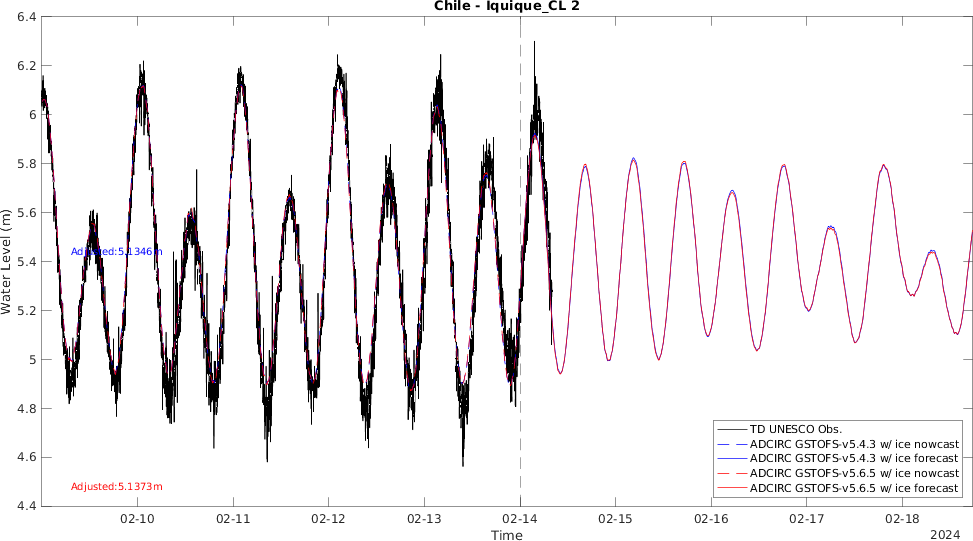 Chile - Iquique_CL 2
6.4
6.2
6
5.8
5.6
5.4
5.2
5
4.8
4.6
4.4
Water Level (m)
Adjusted:5.1346m
Adjusted:5.1373m
TD UNESCO Obs.
ADCIRC GSTOFS-v5.4.3 w/ ice nowcast
ADCIRC GSTOFS-v5.4.3 w/ ice forecast
ADCIRC GSTOFS-v5.6.5 w/ ice nowcast
ADCIRC GSTOFS-v5.6.5 w/ ice forecast
02-10 02-11 02-12 02-13 02-14 02-15 02-16 02-17 02-18
Time
2024